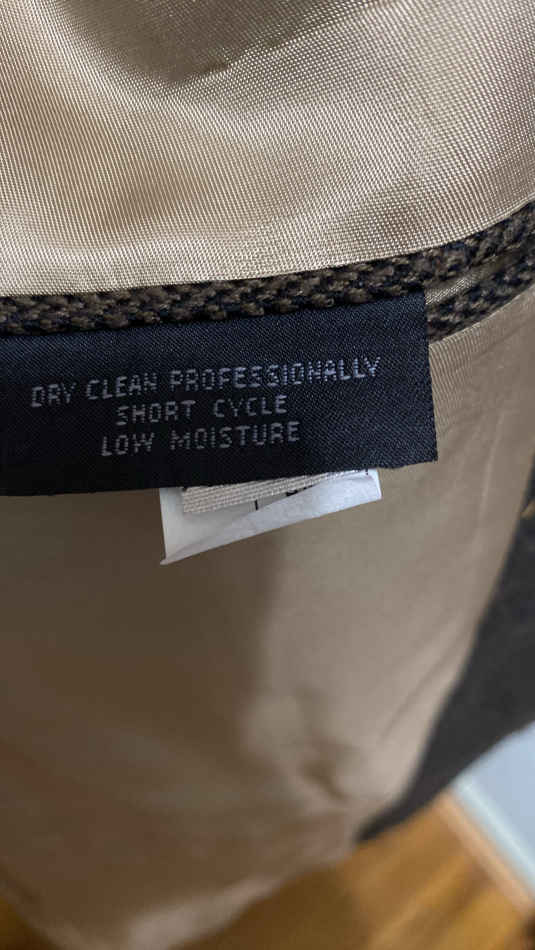 DRY CLEAN PROFESSIONALLY
SHORT CYCLE
LOW MOISTURE